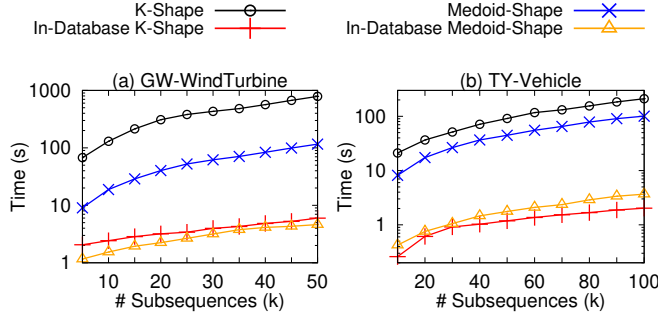 K-Shape
In-Database K-Shape
Medoid-Shape
In-Database Medoid-Shape
(a) GW-WindTurbine
Time (s)
1000
100
10
1
10 20 30 40 50
# Subsequences (k)
(b) TY-Vehicle
Time (s)
100
10
1
20 40 60 80 100
# Subsequences (k)